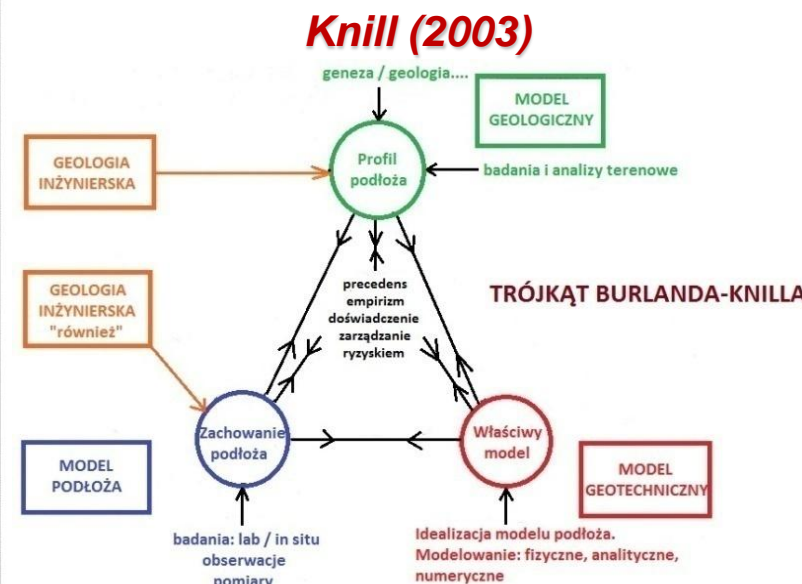 Knill (2003)
geneza / geologia....
MODEL
GEOLOGICZNY
GEOLOGIA
INŻYNIERSKA
Profil
podłoża
badania i analizy terenowe
GEOLOGIA
INŻYNIERSKA
"również"
precedens
empirizm
doświadczenie
zarządzanie
ryzyskiem
TRÓJKĄT BURLANDA-KNILLA
Zachowanie
podłoża
Właściwy
model
MODEL
PODŁOŻA
MODEL
GEOTECHNICZNY
badania: lab / in situ
obserwacje
pomiary
Idealizacja modelu podłoża.
Modelowanie: fizyczne, analityczne,
numeryczne